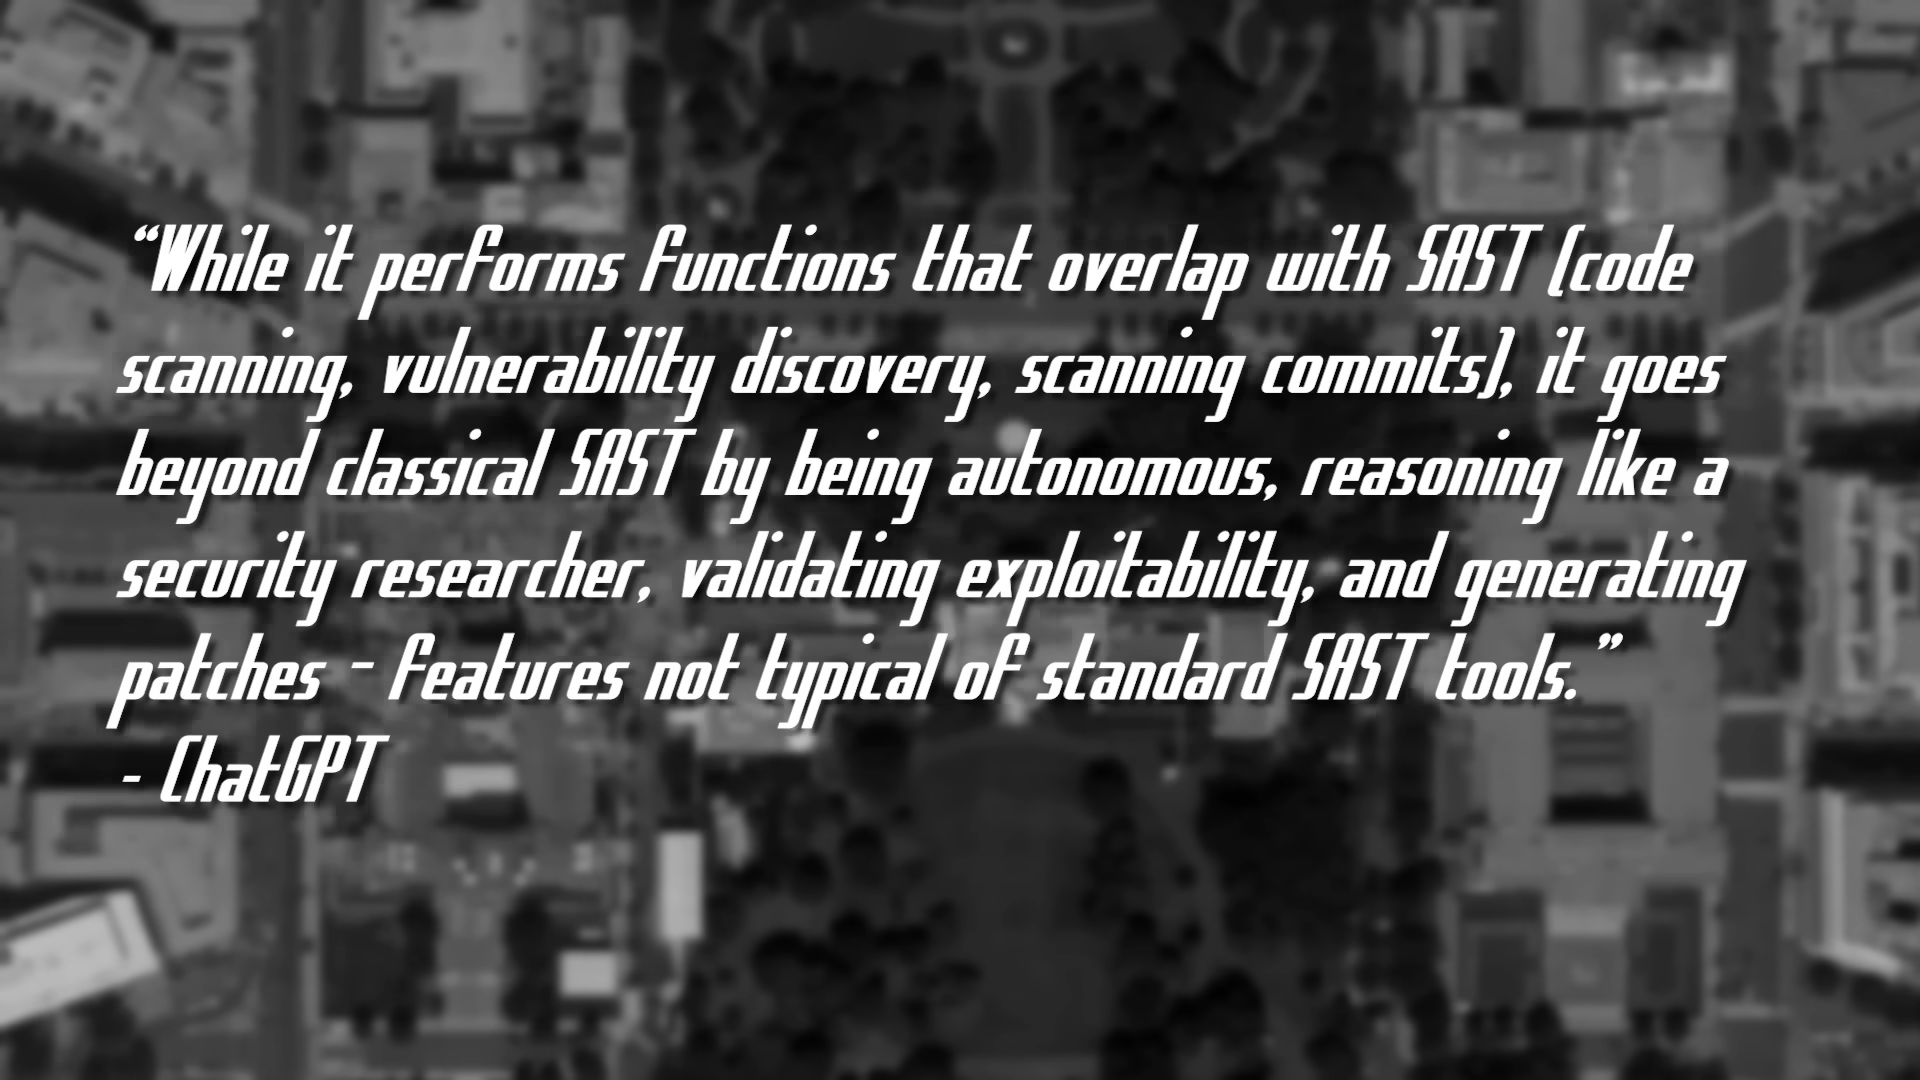 “While it performs functions that overlap with SAST (code
scanning, vulnerability discovery, scanning commits), it goes
beyond classical SAST by being autonomous, reasoning like a
security researcher, validating exploitability, and generating
patches - features not typical of standard SAST tools.”
- ChatGPT